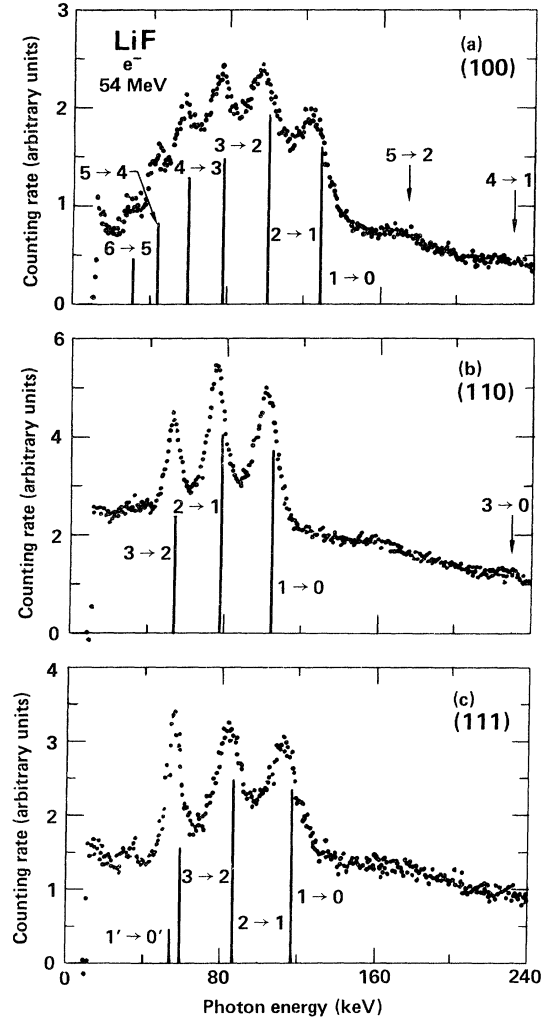 3
2
1
0
Counting rate (arbitrary units)
LiF
e⁻
54 MeV
(a)
(100)
5 → 4
4 → 3
3 → 2
6 → 5
2 → 1
1 → 0
5 → 2
4 → 1
6
4
2
0
Counting rate (arbitrary units)
(b)
(110)
2 → 1
3 → 2
1 → 0
3 → 0
4
3
2
1
0
Counting rate (arbitrary units)
(c)
(111)
3 → 2
1′ → 0′
2 → 1
1 → 0
0 80 160 240
Photon energy (keV)